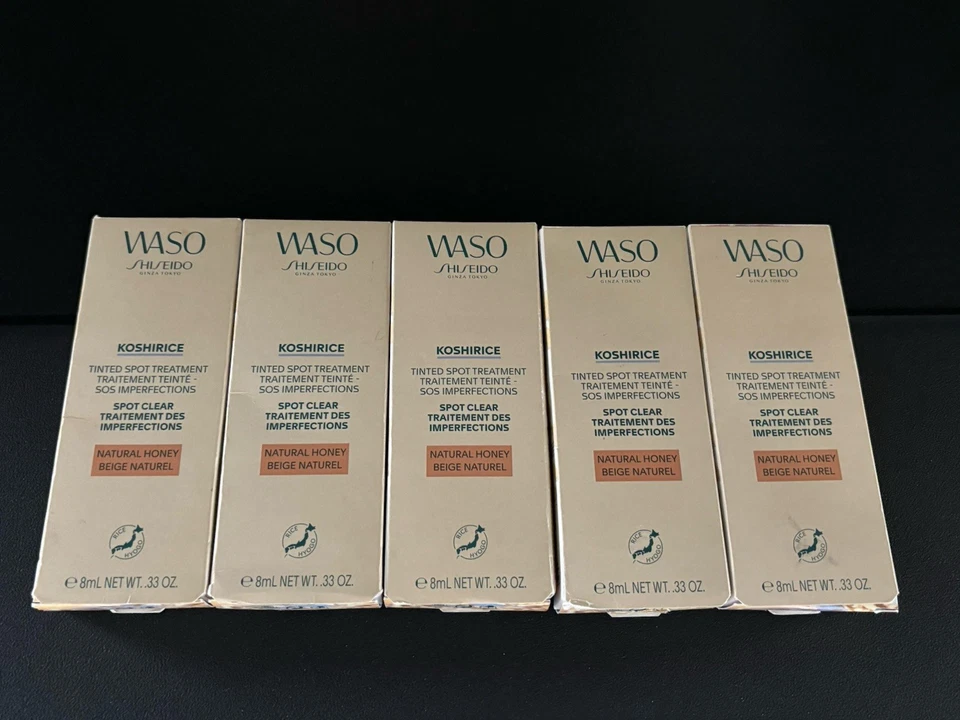 WASO
SHISEIDO
GINZA TOKYO
KOSHIRICE
TINTED SPOT TREATMENT
TRAITEMENT TEINTÉ -
SOS IMPERFECTIONS
SPOT CLEAR
TRAITEMENT DES
IMPERFECTIONS
NATURAL HONEY
BEIGE NATUREL
RICE
HYOGO
℮ 8mL NET WT. .33 OZ.
WASO
SHISEIDO
GINZA TOKYO
KOSHIRICE
TINTED SPOT TREATMENT
TRAITEMENT TEINTÉ -
SOS IMPERFECTIONS
SPOT CLEAR
TRAITEMENT DES
IMPERFECTIONS
NATURAL HONEY
BEIGE NATUREL
RICE
HYOGO
℮ 8mL NET WT. .33 OZ.
WASO
SHISEIDO
GINZA TOKYO
KOSHIRICE
TINTED SPOT TREATMENT
TRAITEMENT TEINTÉ -
SOS IMPERFECTIONS
SPOT CLEAR
TRAITEMENT DES
IMPERFECTIONS
NATURAL HONEY
BEIGE NATUREL
RICE
HYOGO
℮ 8mL NET WT. .33 OZ.
WASO
SHISEIDO
GINZA TOKYO
KOSHIRICE
TINTED SPOT TREATMENT
TRAITEMENT TEINTÉ -
SOS IMPERFECTIONS
SPOT CLEAR
TRAITEMENT DES
IMPERFECTIONS
NATURAL HONEY
BEIGE NATUREL
RICE
HYOGO
℮ 8mL NET WT. .33 OZ.
WASO
SHISEIDO
GINZA TOKYO
KOSHIRICE
TINTED SPOT TREATMENT
TRAITEMENT TEINTÉ -
SOS IMPERFECTIONS
SPOT CLEAR
TRAITEMENT DES
IMPERFECTIONS
NATURAL HONEY
BEIGE NATUREL
RICE
HYOGO
℮ 8mL NET WT. .33 OZ.